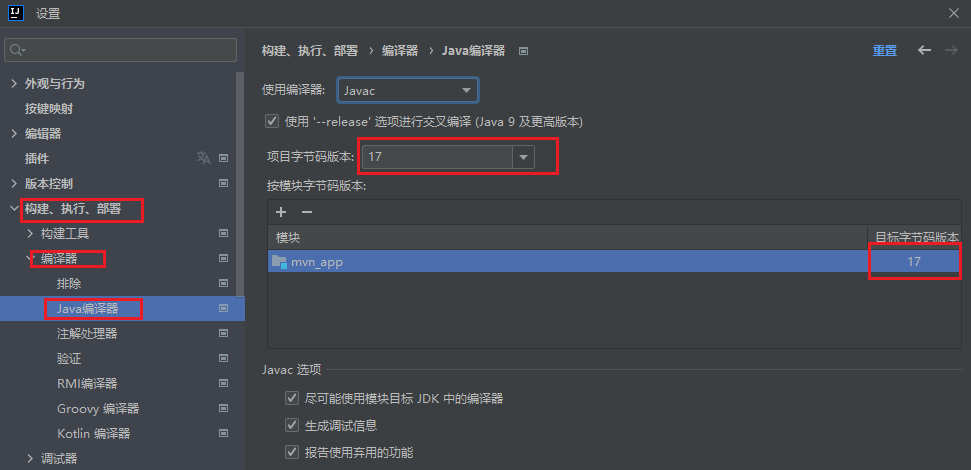 IJ 设置
构建、执行、部署 › 编译器 › Java编译器 重置
外观与行为
按键映射
编辑器
插件
版本控制
构建、执行、部署
构建工具
编译器
排除
Java编译器
注解处理器
验证
RMI编译器
Groovy 编译器
Kotlin 编译器
调试器
使用编译器: Javac
使用 '--release' 选项进行交叉编译 (Java 9 及更高版本)
项目字节码版本: 17
按模块字节码版本:
模块 目标字节码版本
mvn_app 17
Javac 选项
尽可能使用模块目标 JDK 中的编译器
生成调试信息
报告使用弃用的功能